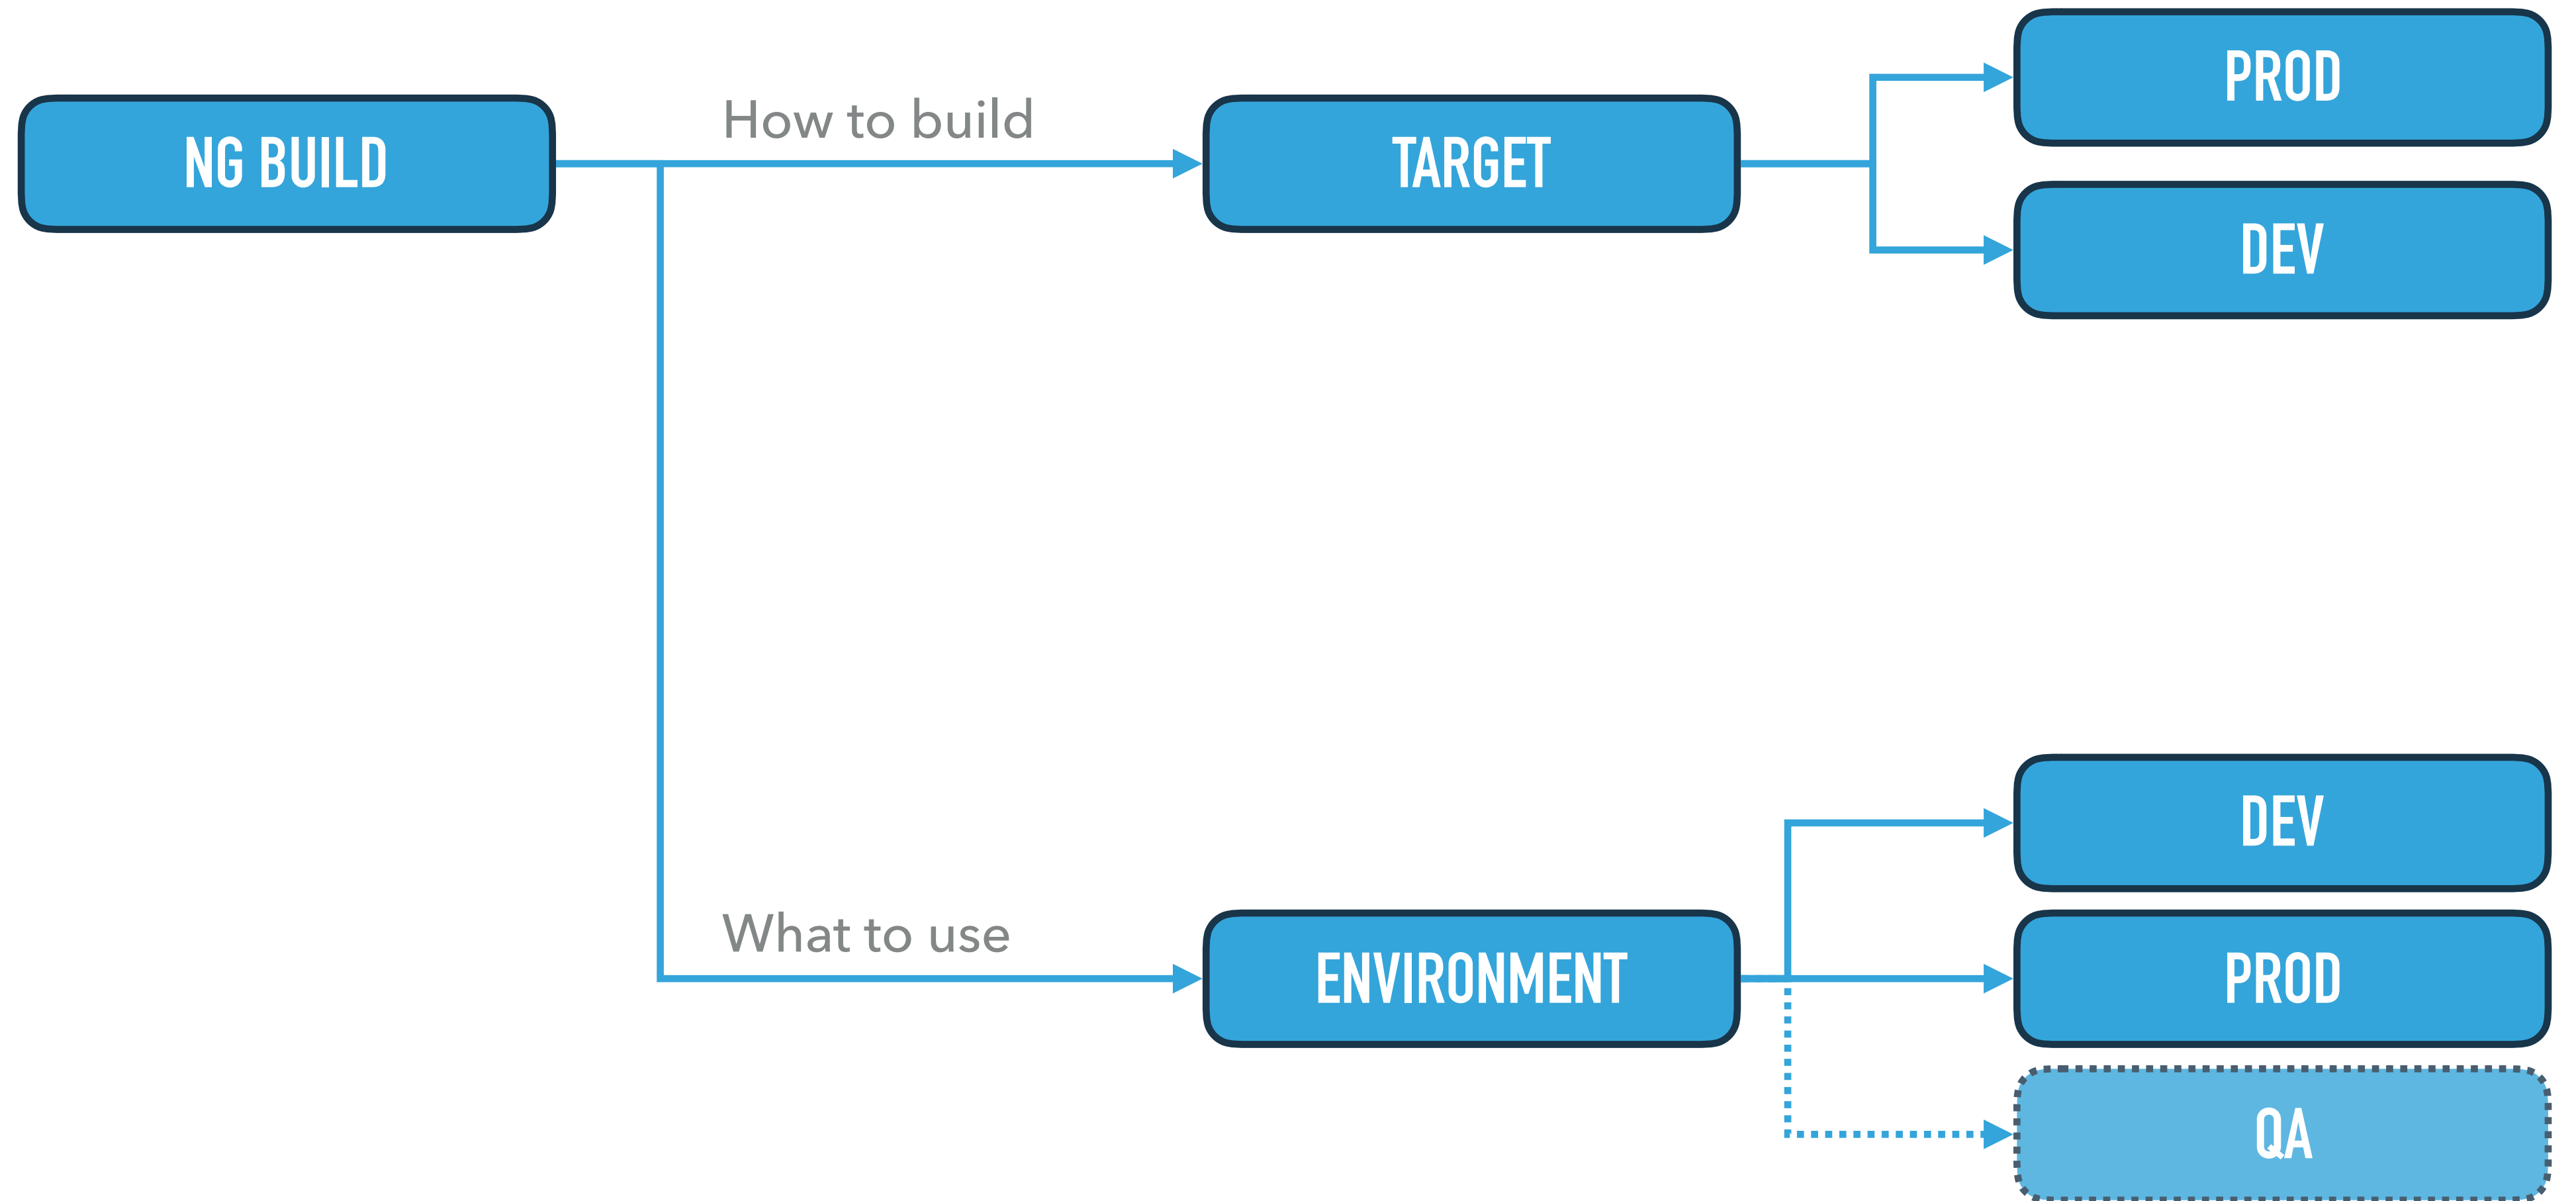 NG BUILD
How to build
TARGET
PROD
DEV
What to use
ENVIRONMENT
DEV
PROD
QA